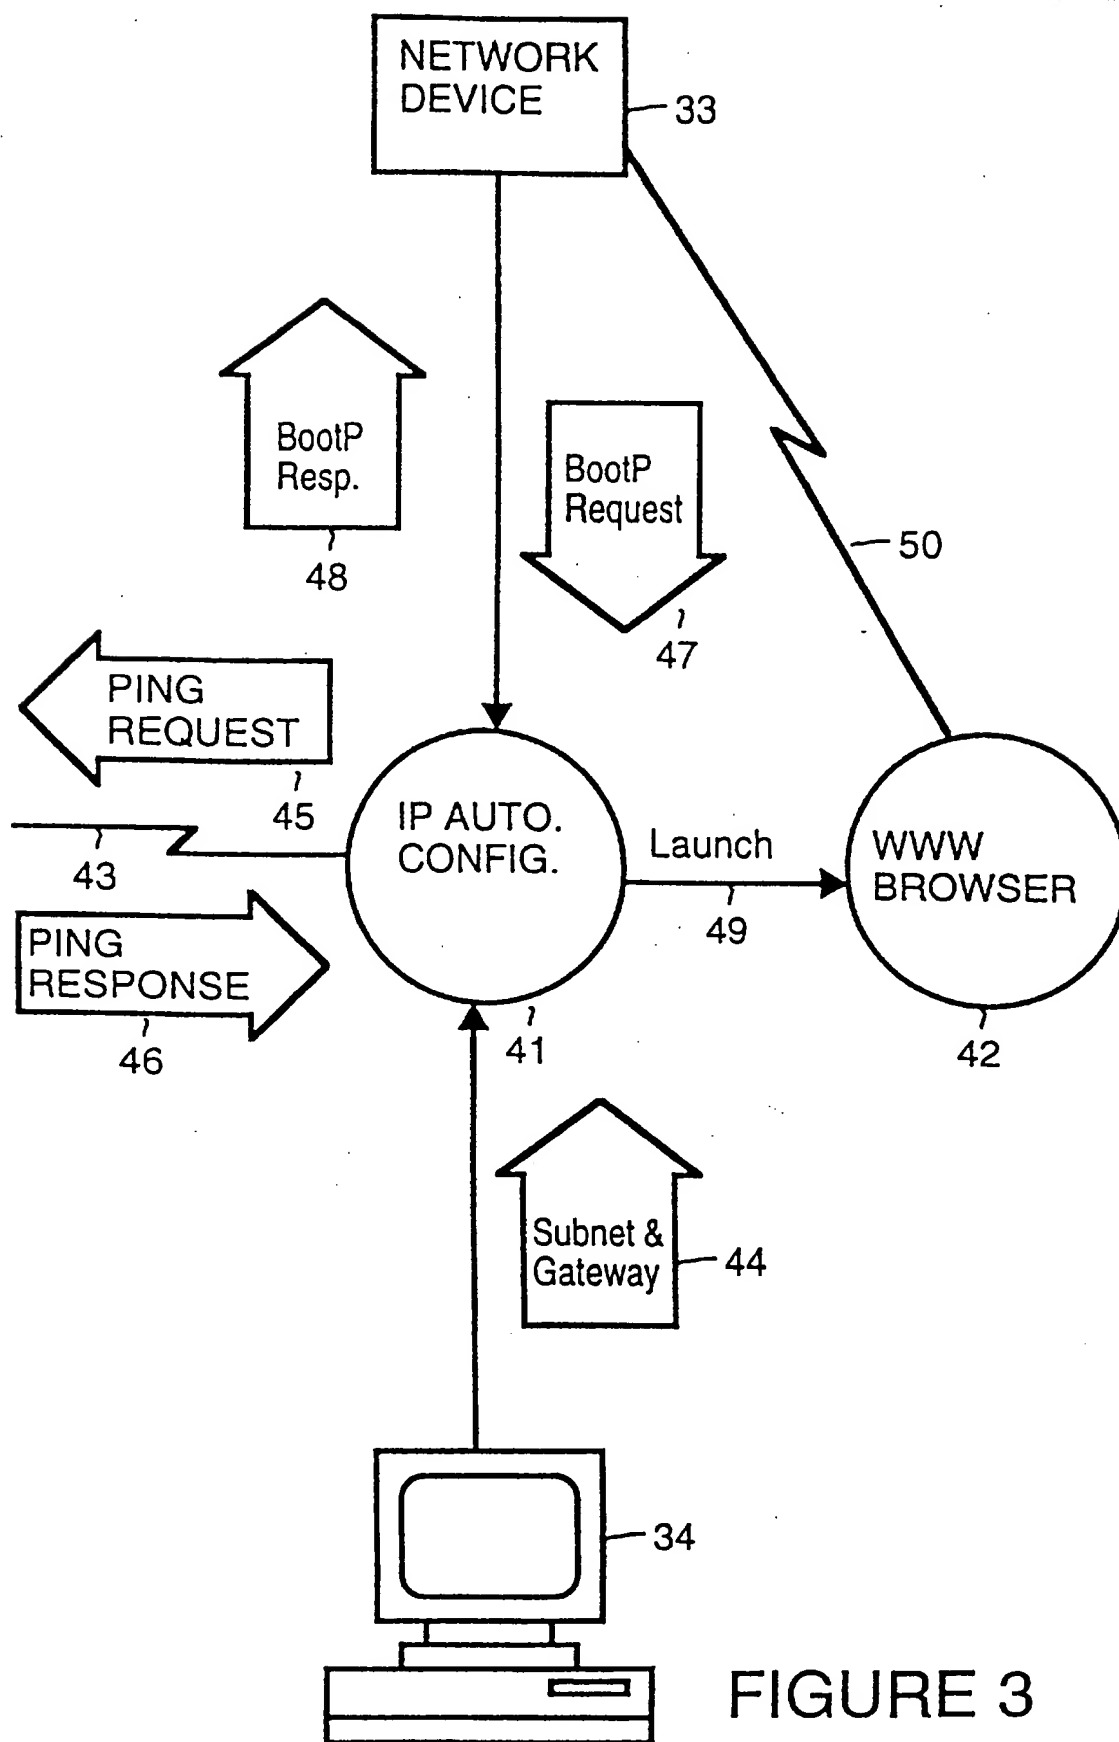 NETWORK
DEVICE
33
BootP
Resp.
48
BootP
Request
47
50
PING
REQUEST
45
43
IP AUTO.
CONFIG.
41
Launch
49
WWW
BROWSER
42
PING
RESPONSE
46
Subnet &
Gateway
44
34
FIGURE 3